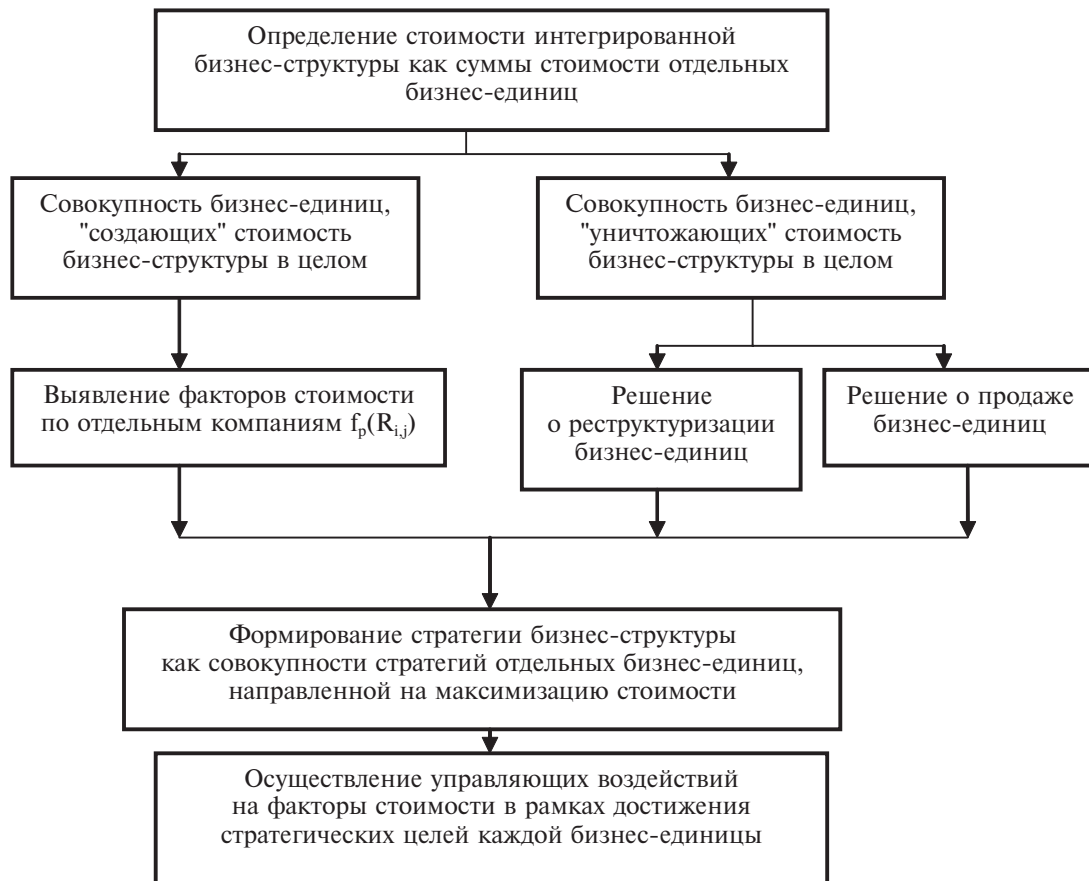 Определение стоимости интегрированной
бизнес-структуры как суммы стоимости отдельных
бизнес-единиц
Совокупность бизнес-единиц,
"создающих" стоимость
бизнес-структуры в целом
Совокупность бизнес-единиц,
"уничтожающих" стоимость
бизнес-структуры в целом
Выявление факторов стоимости
по отдельным компаниям f_p(R_{i,j})
Решение
о реструктуризации
бизнес-единиц
Решение о продаже
бизнес-единиц
Формирование стратегии бизнес-структуры
как совокупности стратегий отдельных бизнес-единиц,
направленной на максимизацию стоимости
Осуществление управляющих воздействий
на факторы стоимости в рамках достижения
стратегических целей каждой бизнес-единицы